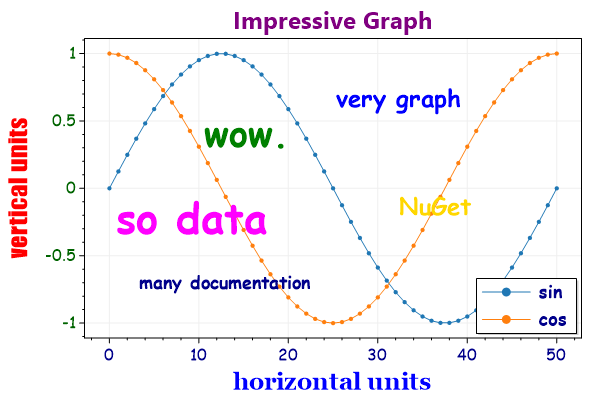 Impressive Graph
vertical units
1
0.5
0
-0.5
-1
very graph
wow.
NuGet
so data
many documentation
sin
cos
0 10 20 30 40 50
horizontal units